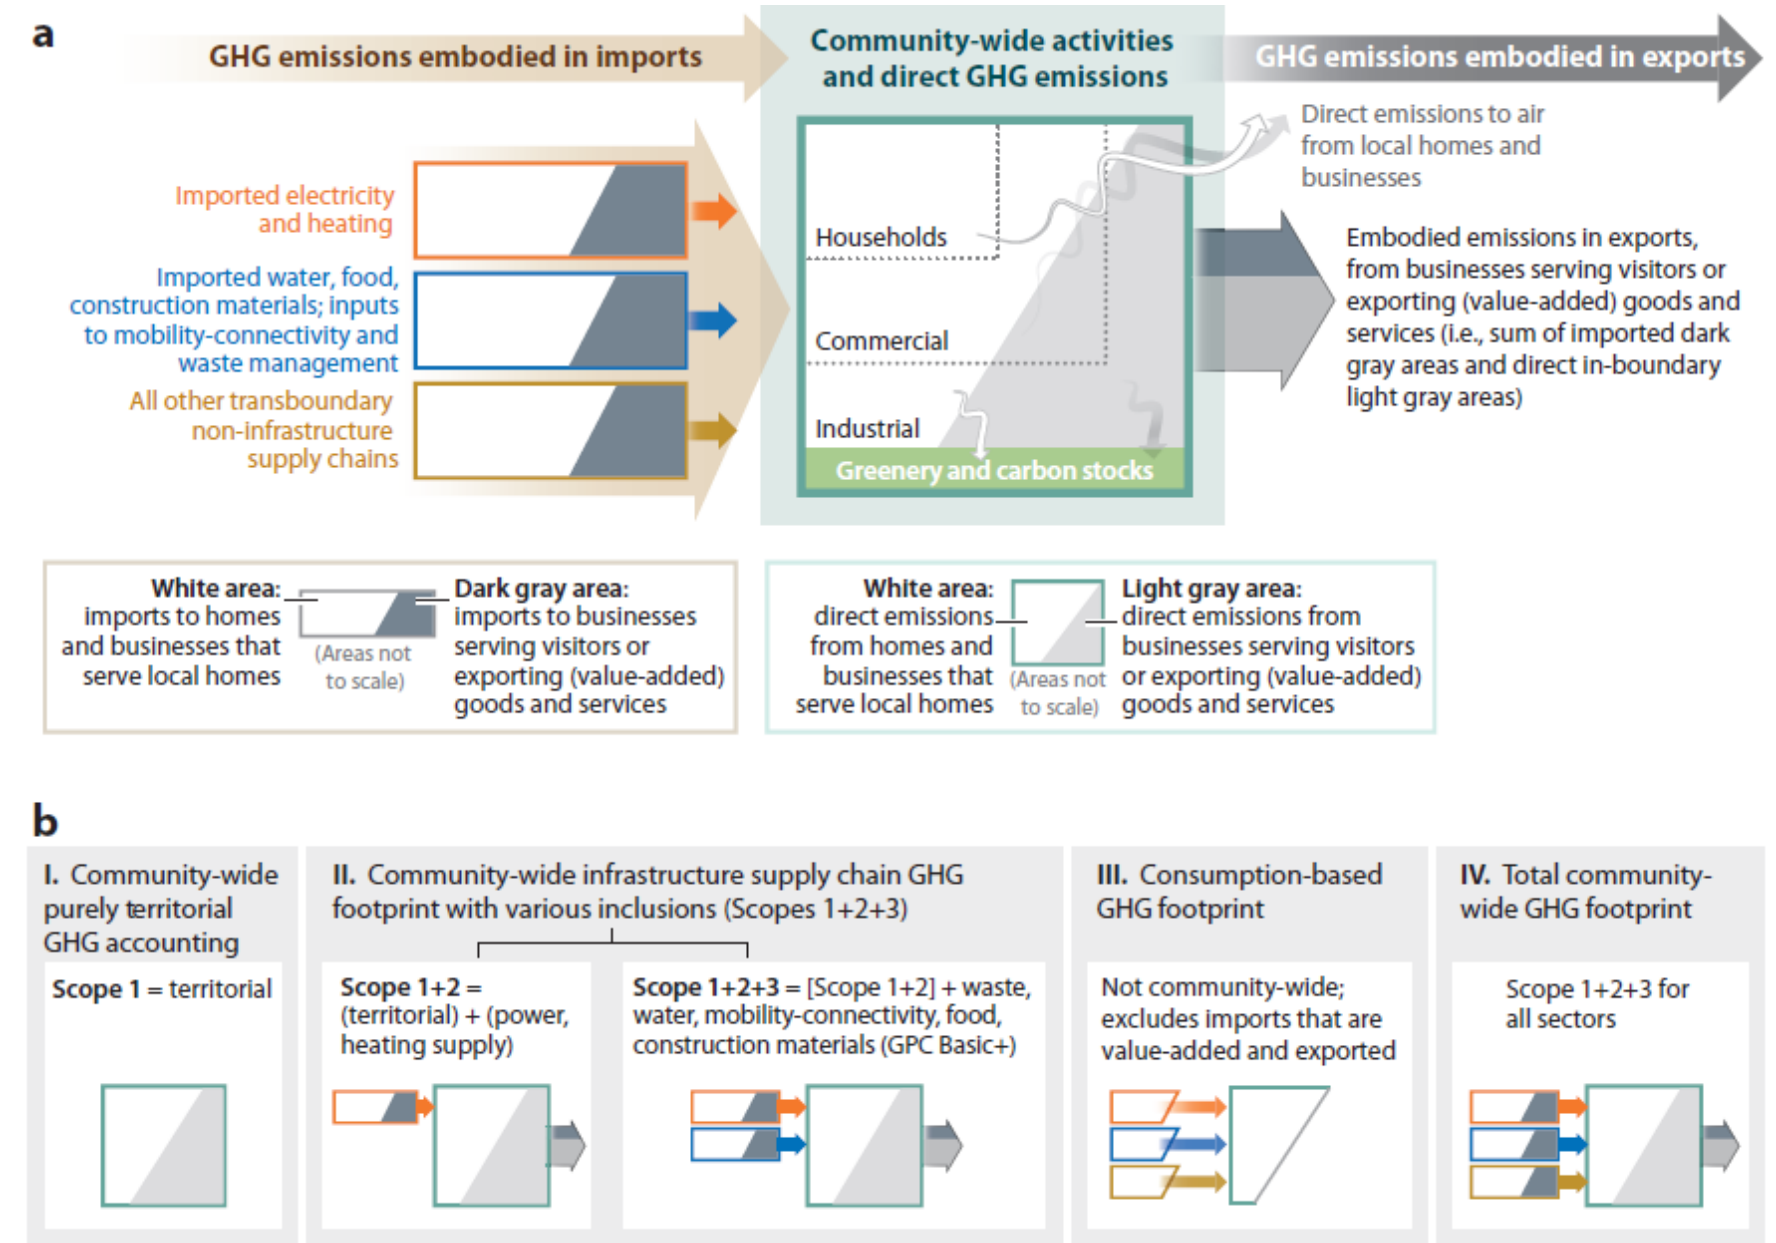 a
GHG emissions embodied in imports
Community-wide activities
and direct GHG emissions
GHG emissions embodied in exports
Direct emissions to air
from local homes and
businesses
Imported electricity
and heating
Imported water, food,
construction materials; inputs
to mobility-connectivity and
waste management
All other transboundary
non-infrastructure
supply chains
Households
Commercial
Industrial
Greenery and carbon stocks
Embodied emissions in exports,
from businesses serving visitors or
exporting (value-added) goods and
services (i.e., sum of imported dark
gray areas and direct in-boundary
light gray areas)
White area:
imports to homes
and businesses that
serve local homes
(Areas not
to scale)
Dark gray area:
imports to businesses
serving visitors or
exporting (value-added)
goods and services
White area:
direct emissions
from homes and
businesses that
serve local homes
(Areas not
to scale)
Light gray area:
direct emissions from
businesses serving visitors
or exporting (value-added)
goods and services
b
I. Community-wide
purely territorial
GHG accounting
Scope 1 = territorial
II. Community-wide infrastructure supply chain GHG
footprint with various inclusions (Scopes 1+2+3)
Scope 1+2 =
(territorial) + (power,
heating supply)
Scope 1+2+3 = [Scope 1+2] + waste,
water, mobility-connectivity, food,
construction materials (GPC Basic+)
III. Consumption-based
GHG footprint
Not community-wide;
excludes imports that are
value-added and exported
IV. Total community-
wide GHG footprint
Scope 1+2+3 for
all sectors